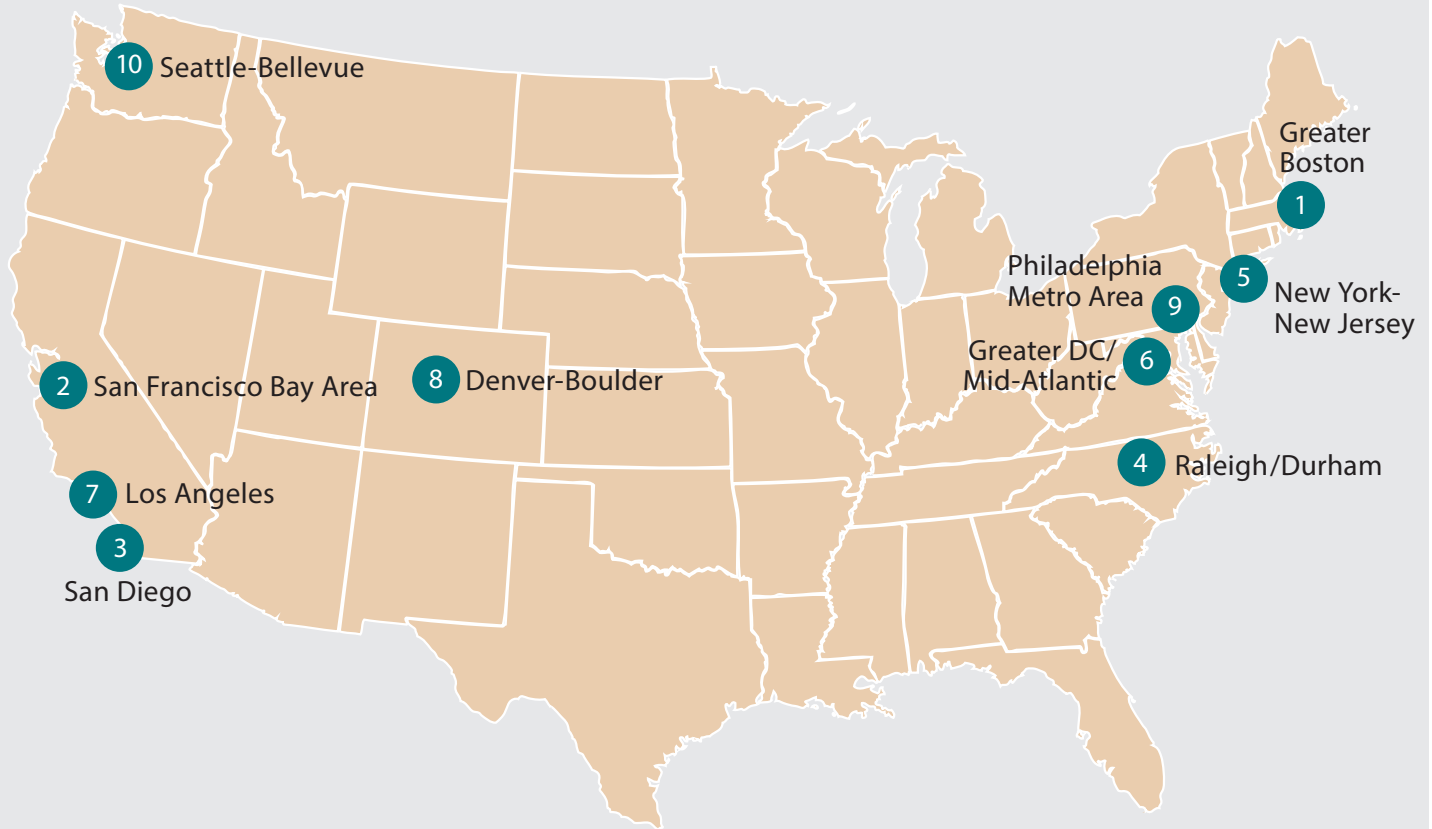 10 Seattle-Bellevue
Greater
Boston
1
Philadelphia
Metro Area
9
5
New York-
New Jersey
Greater DC/
Mid-Atlantic
6
2 San Francisco Bay Area
8 Denver-Boulder
4 Raleigh/Durham
7 Los Angeles
3
San Diego